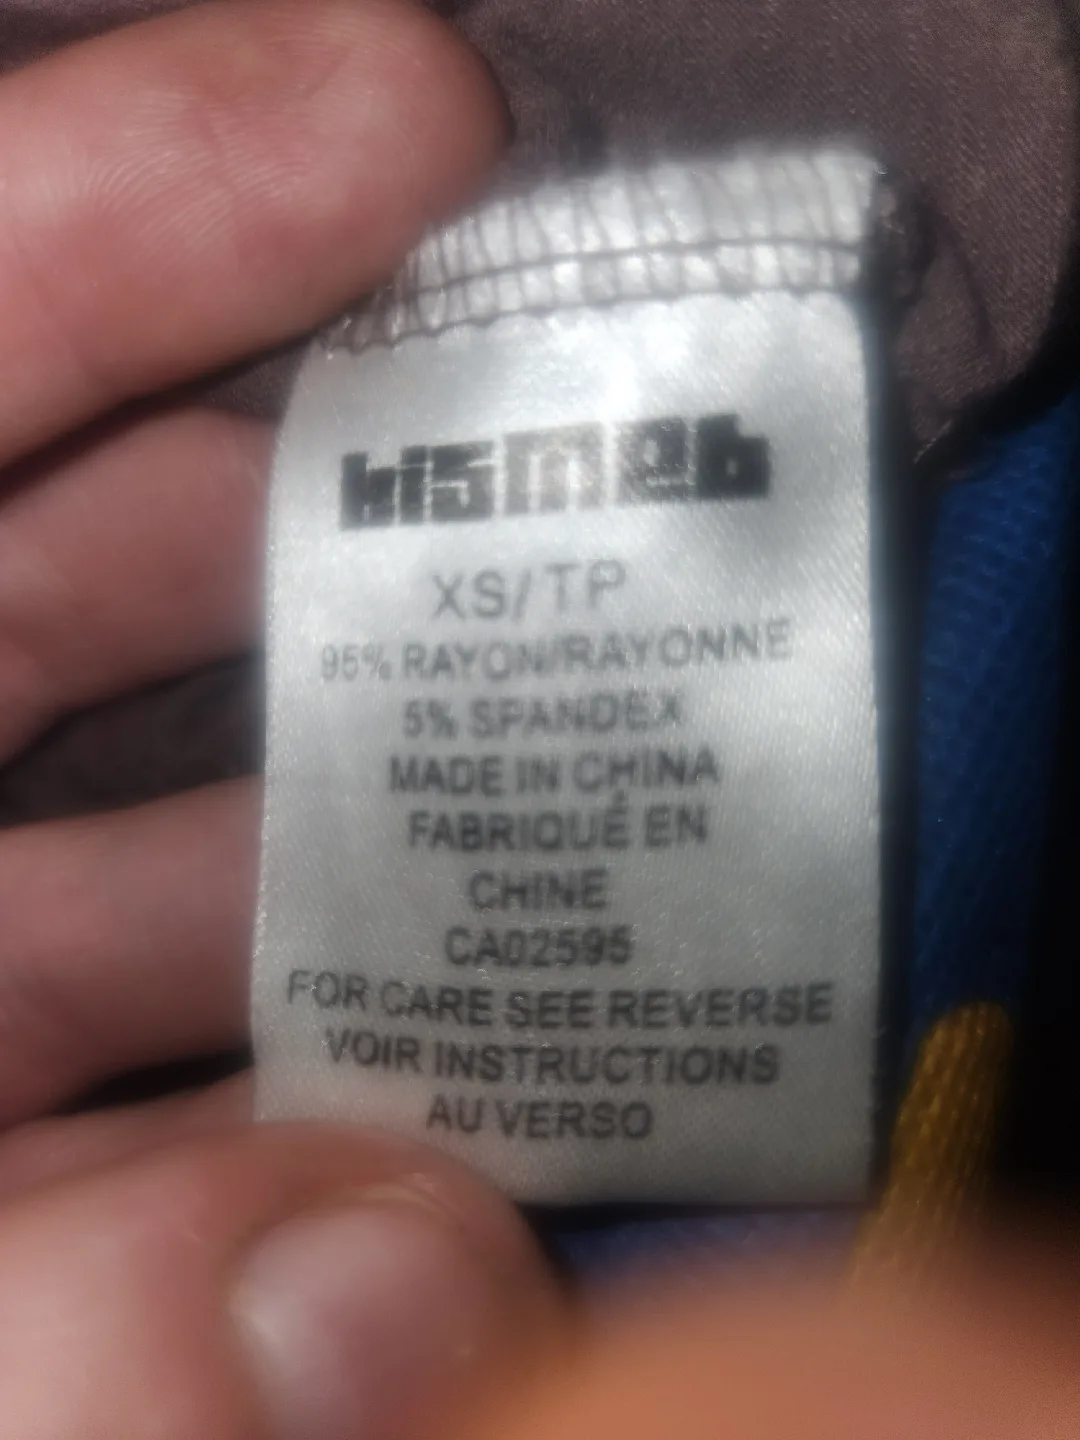 XS/TP
95% RAYON/RAYONNE
5% SPANDEX
MADE IN CHINA
FABRIQUÉ EN
CHINE
CA02595
FOR CARE SEE REVERSE
VOIR INSTRUCTIONS
AU VERSO